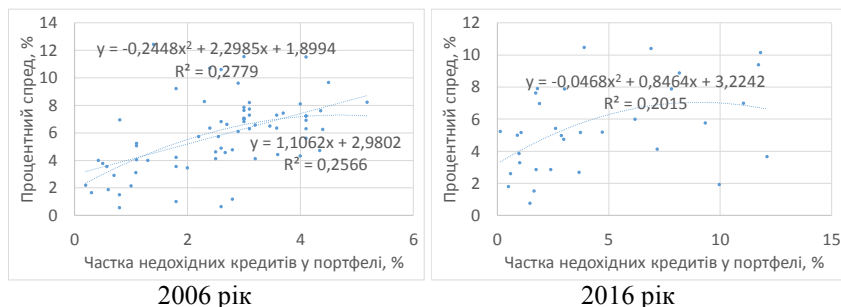 14
12
10
8
6
4
2
0
Процентний спред, %
y = -0,2448x² + 2,2985x + 1,8994
R² = 0,2779
y = 1,1062x + 2,9802
R² = 0,2566
0 2 4 6
Частка недохідних кредитів у портфелі, %
2006 рік
12
10
8
6
4
2
0
Процентний спред, %
y = -0,0468x² + 0,8464x + 3,2242
R² = 0,2015
0 5 10 15
Частка недохідних кредитів у портфелі, %
2016 рік